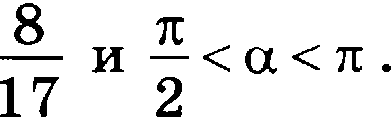 8/17 и π/2 < α < π .